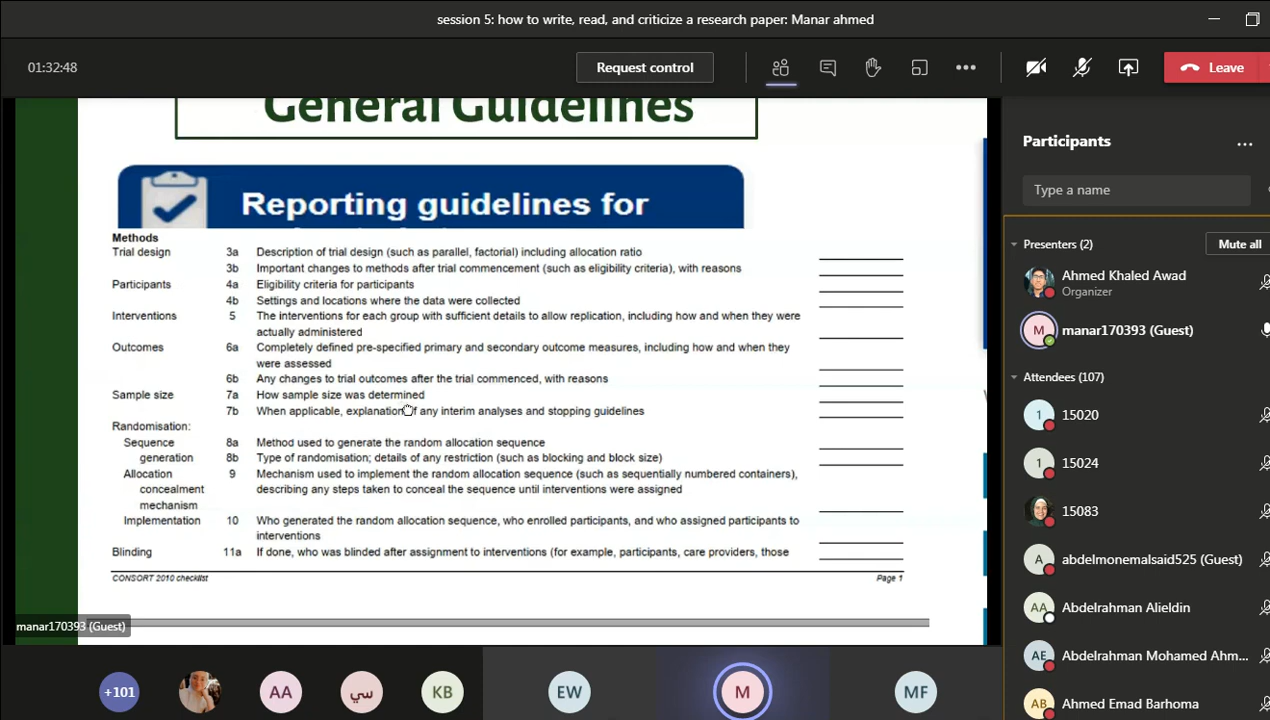 session 5: how to write, read, and criticize a research paper: Manar ahmed
01:32:48
Request control
Leave
General Guidelines
Reporting guidelines for
Methods
Trial design 3a Description of trial design (such as parallel, factorial) including allocation ratio
3b Important changes to methods after trial commencement (such as eligibility criteria), with reasons
Participants 4a Eligibility criteria for participants
4b Settings and locations where the data were collected
Interventions 5 The interventions for each group with sufficient details to allow replication, including how and when they were
actually administered
Outcomes 6a Completely defined pre-specified primary and secondary outcome measures, including how and when they
were assessed
6b Any changes to trial outcomes after the trial commenced, with reasons
Sample size 7a How sample size was determined
7b When applicable, explanation of any interim analyses and stopping guidelines
Randomisation:
Sequence 8a Method used to generate the random allocation sequence
generation 8b Type of randomisation; details of any restriction (such as blocking and block size)
Allocation 9 Mechanism used to implement the random allocation sequence (such as sequentially numbered containers),
concealment describing any steps taken to conceal the sequence until interventions were assigned
mechanism
Implementation 10 Who generated the random allocation sequence, who enrolled participants, and who assigned participants to
interventions
Blinding 11a If done, who was blinded after assignment to interventions (for example, participants, care providers, those
CONSORT 2010 checklist Page 1
manar170393 (Guest)
+101
AA
سي
KB
EW
M
MF
Participants
Type a name
Presenters (2)
Mute all
Ahmed Khaled Awad
Organizer
M manar170393 (Guest)
Attendees (107)
1 15020
1 15024
15083
A abdelmonemalsaid525 (Guest)
AA Abdelrahman Alieldin
AE Abdelrahman Mohamed Ahm...
AB Ahmed Emad Barhoma